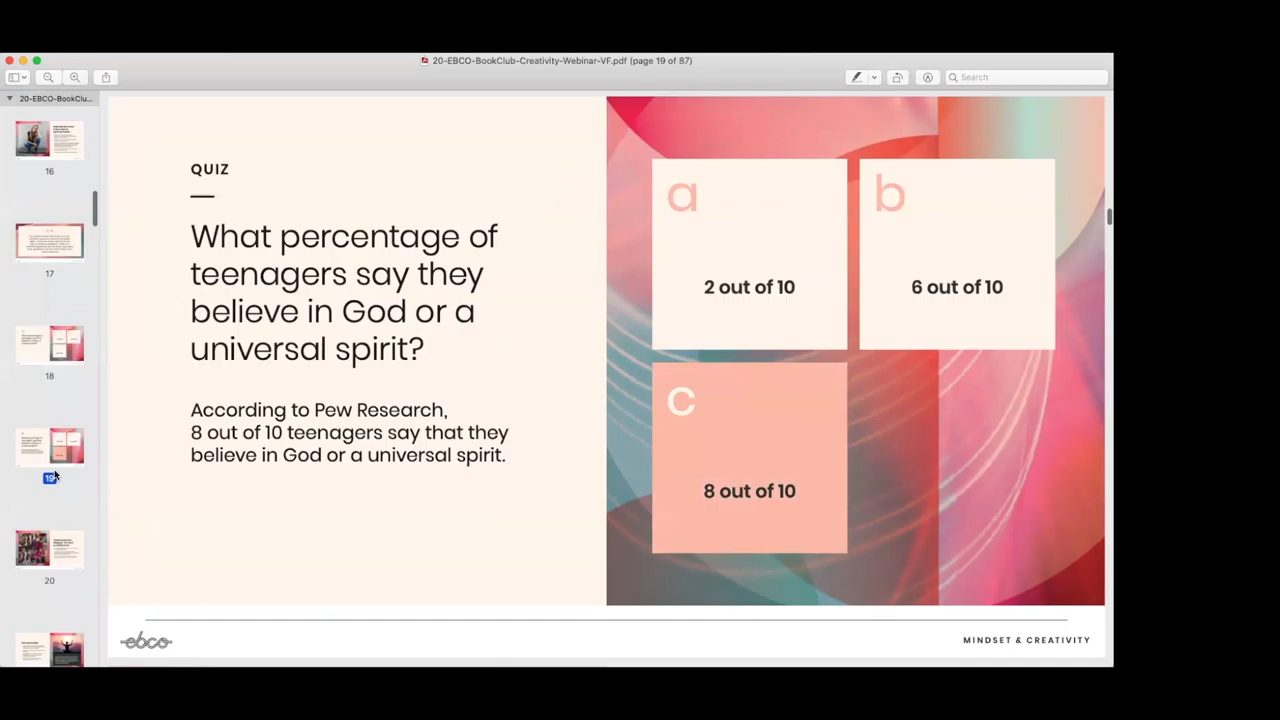 20-EBCO-BookClub-Creativity-Webinar-VF.pdf (page 19 of 87)
Search
20-EBCO-BookClu...
16
17
18
19
20
QUIZ
What percentage of
teenagers say they
believe in God or a
universal spirit?
According to Pew Research,
8 out of 10 teenagers say that they
believe in God or a universal spirit.
a
2 out of 10
b
6 out of 10
c
8 out of 10
ebco
MINDSET & CREATIVITY